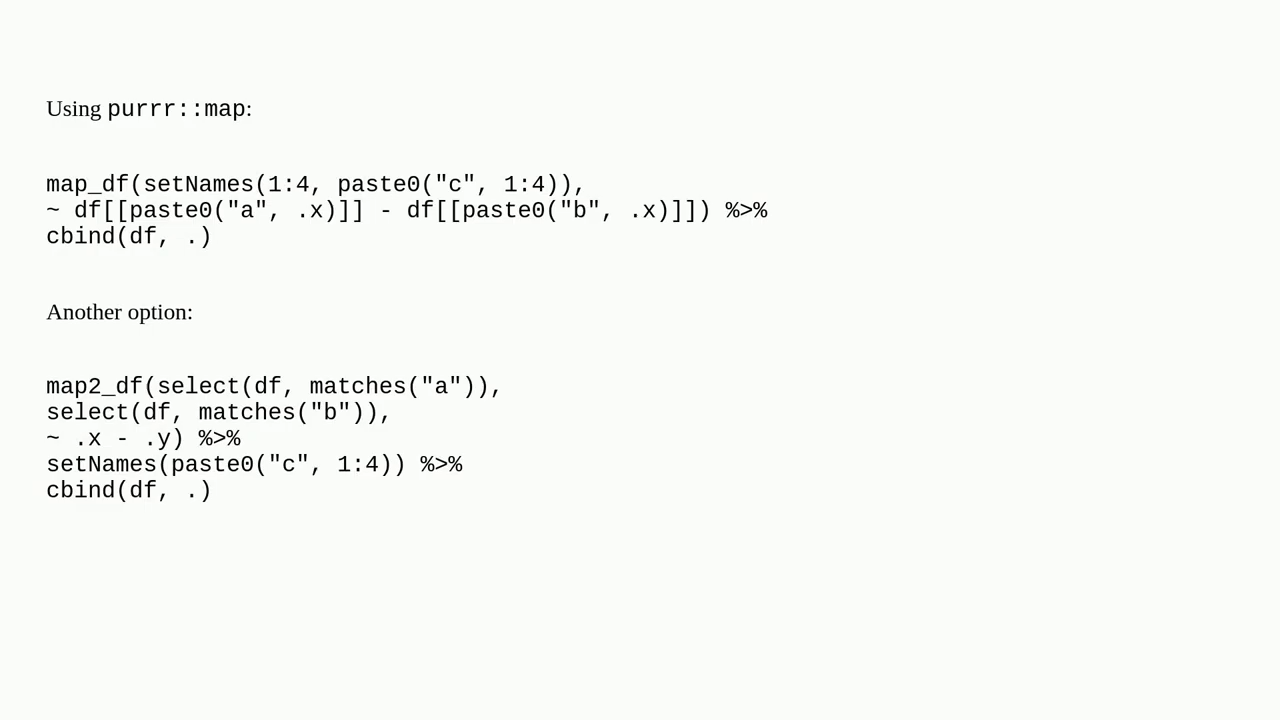 Using purrr::map:
map_df(setNames(1:4, paste0("c", 1:4)),
~ df[[paste0("a", .x)]] - df[[paste0("b", .x)]]) %>%
cbind(df, .)
Another option:
map2_df(select(df, matches("a")),
select(df, matches("b")),
~ .x - .y) %>%
setNames(paste0("c", 1:4)) %>%
cbind(df, .)